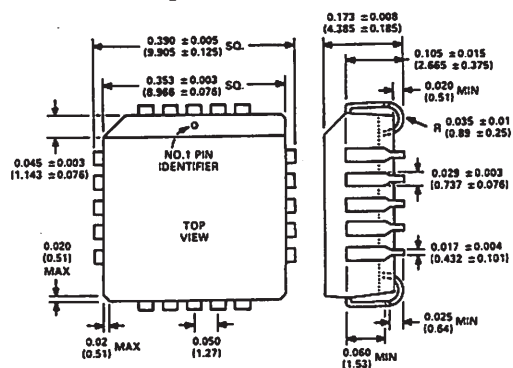 0.390 ± 0.005 SQ.
(9.905 ± 0.125)
0.353 ± 0.003 SQ.
(8.966 ± 0.076)
0.045 ± 0.003
(1.143 ± 0.076)
NO.1 PIN
IDENTIFIER
TOP
VIEW
0.020
(0.51)
MAX
0.02
(0.51) MAX
0.050
(1.27)
0.173 ± 0.008
(4.385 ± 0.185)
0.105 ± 0.015
(2.665 ± 0.375)
0.020
(0.51) MIN
R 0.035 ± 0.01
(0.89 ± 0.25)
0.029 ± 0.003
(0.737 ± 0.076)
0.017 ± 0.004
(0.432 ± 0.101)
0.025
(0.64) MIN
0.060
(1.53) MIN